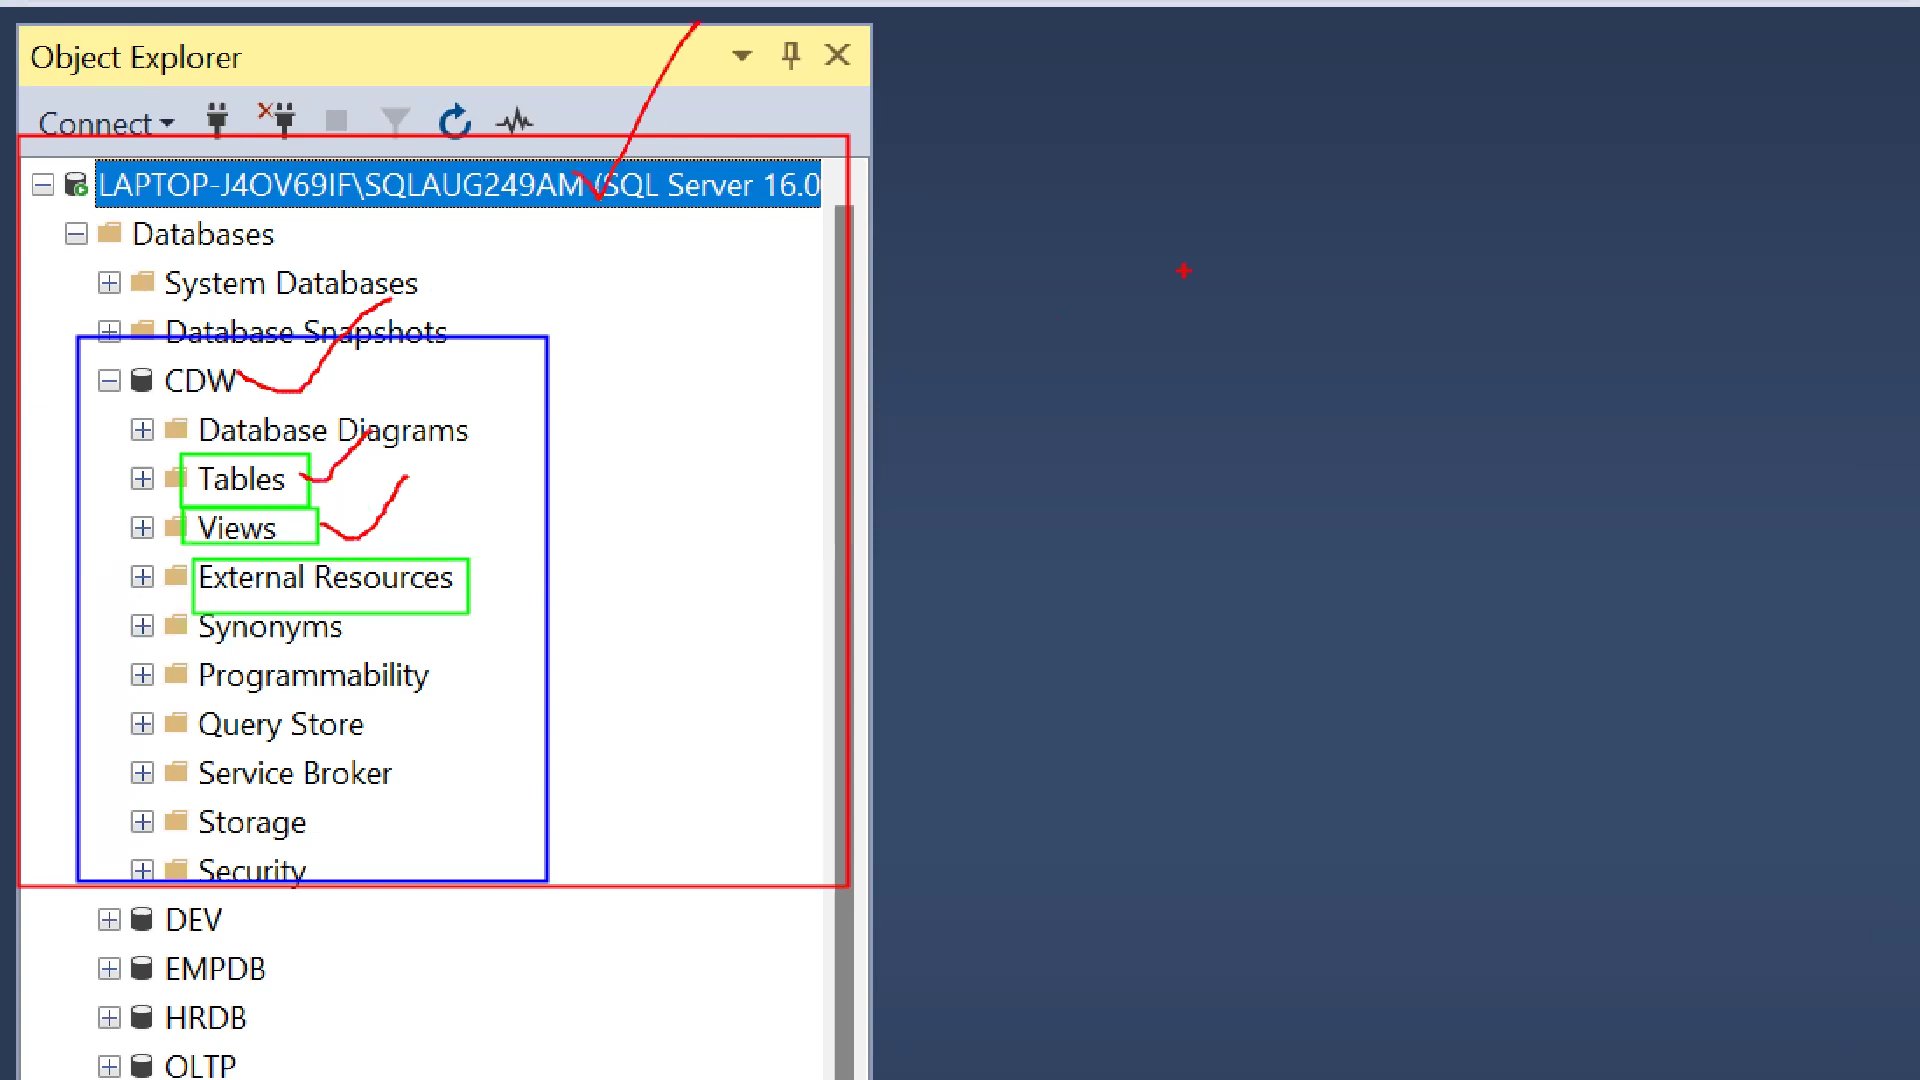 Object Explorer
Connect
LAPTOP-J4OV69IF\SQLAUG249AM (SQL Server 16.0
Databases
System Databases
Database Snapshots
CDW
Database Diagrams
Tables
Views
External Resources
Synonyms
Programmability
Query Store
Service Broker
Storage
Security
DEV
EMPDB
HRDB
OLTP